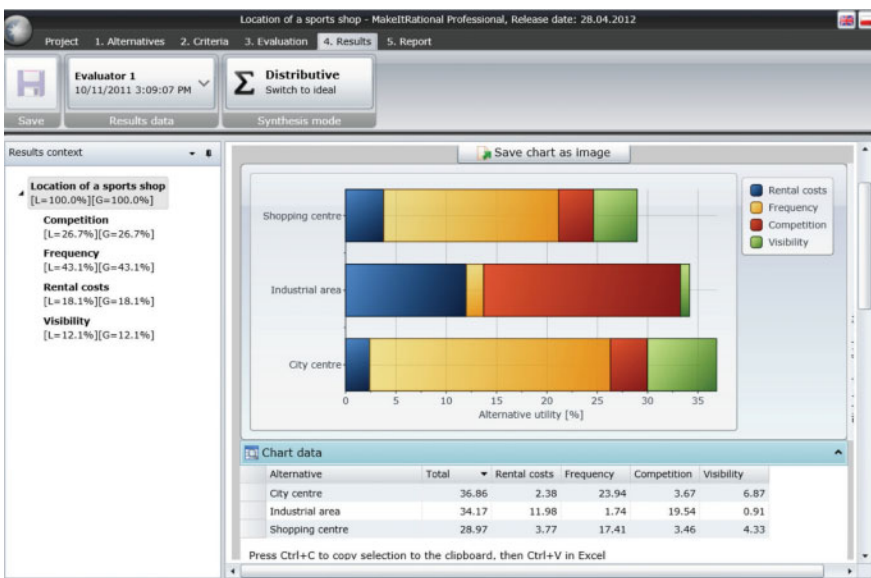 Location of a sports shop - MakeItRational Professional, Release date: 28.04.2012
Project 1. Alternatives 2. Criteria 3. Evaluation 4. Results 5. Report
Evaluator 1
10/11/2011 3:09:07 PM
Σ Distributive
Switch to ideal
Save Results data Synthesis mode
Results context
Location of a sports shop
[L=100.0%][G=100.0%]
Competition
[L=26.7%][G=26.7%]
Frequency
[L=43.1%][G=43.1%]
Rental costs
[L=18.1%][G=18.1%]
Visibility
[L=12.1%][G=12.1%]
Save chart as image
Shopping centre
Industrial area
City centre
0 5 10 15 20 25 30 35
Alternative utility [%]
Rental costs
Frequency
Competition
Visibility
Chart data
Alternative Total Rental costs Frequency Competition Visibility
City centre 36.86 2.38 23.94 3.67 6.87
Industrial area 34.17 11.98 1.74 19.54 0.91
Shopping centre 28.97 3.77 17.41 3.46 4.33
Press Ctrl+C to copy selection to the clipboard, then Ctrl+V in Excel